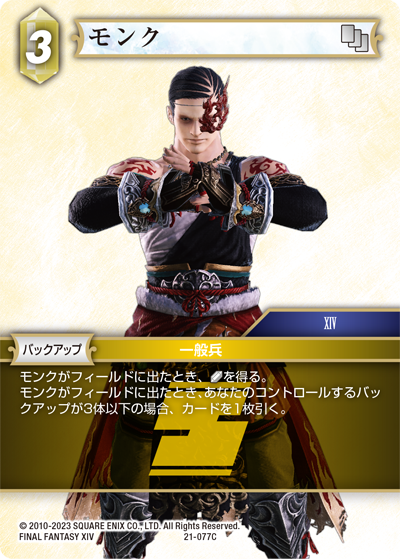 3
モンク
XIV
バックアップ
一般兵
モンクがフィールドに出たとき、を得る。
モンクがフィールドに出たとき、あなたのコントロールするバッ
クアップが3体以下の場合、カードを1枚引く。
© 2010-2023 SQUARE ENIX CO., LTD. All Rights Reserved.
FINAL FANTASY XIV
21-077C